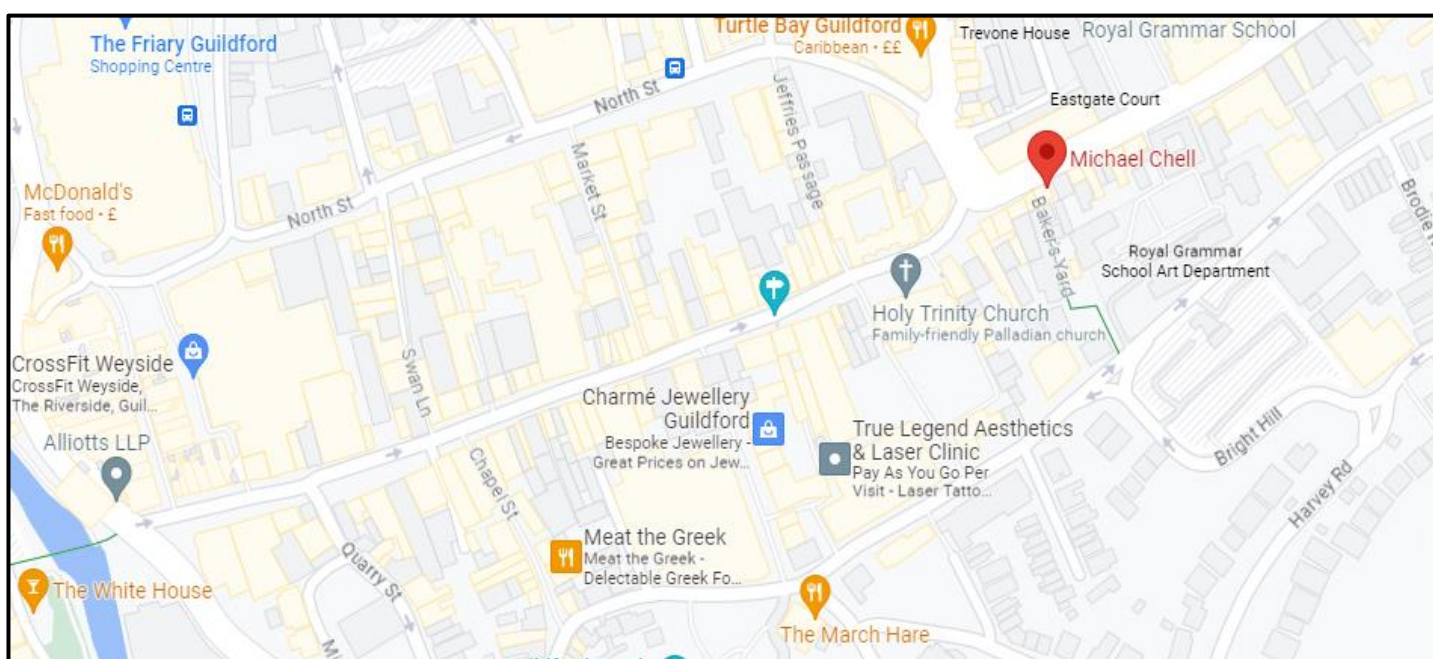 The Friary Guildford
Shopping Centre
Turtle Bay Guildford
Caribbean • ££
Trevone House
Royal Grammar School
North St
Jeffries Passage
Eastgate Court
Michael Chell
Market St
McDonald's
Fast food • £
North St
Baker's Yard
Royal Grammar
School Art Department
Holy Trinity Church
Family-friendly Palladian church
CrossFit Weyside
CrossFit Weyside,
The Riverside, Guil...
Swan Ln
Charmé Jewellery
Guildford
Bespoke Jewellery -
Great Prices on Jew...
Alliotts LLP
True Legend Aesthetics
& Laser Clinic
Pay As You Go Per
Visit - Laser Tatto...
Bright Hill
Harvey Rd
Chapel St
Quarry St
Meat the Greek
Meat the Greek -
Delectable Greek Fo...
The White House
The March Hare